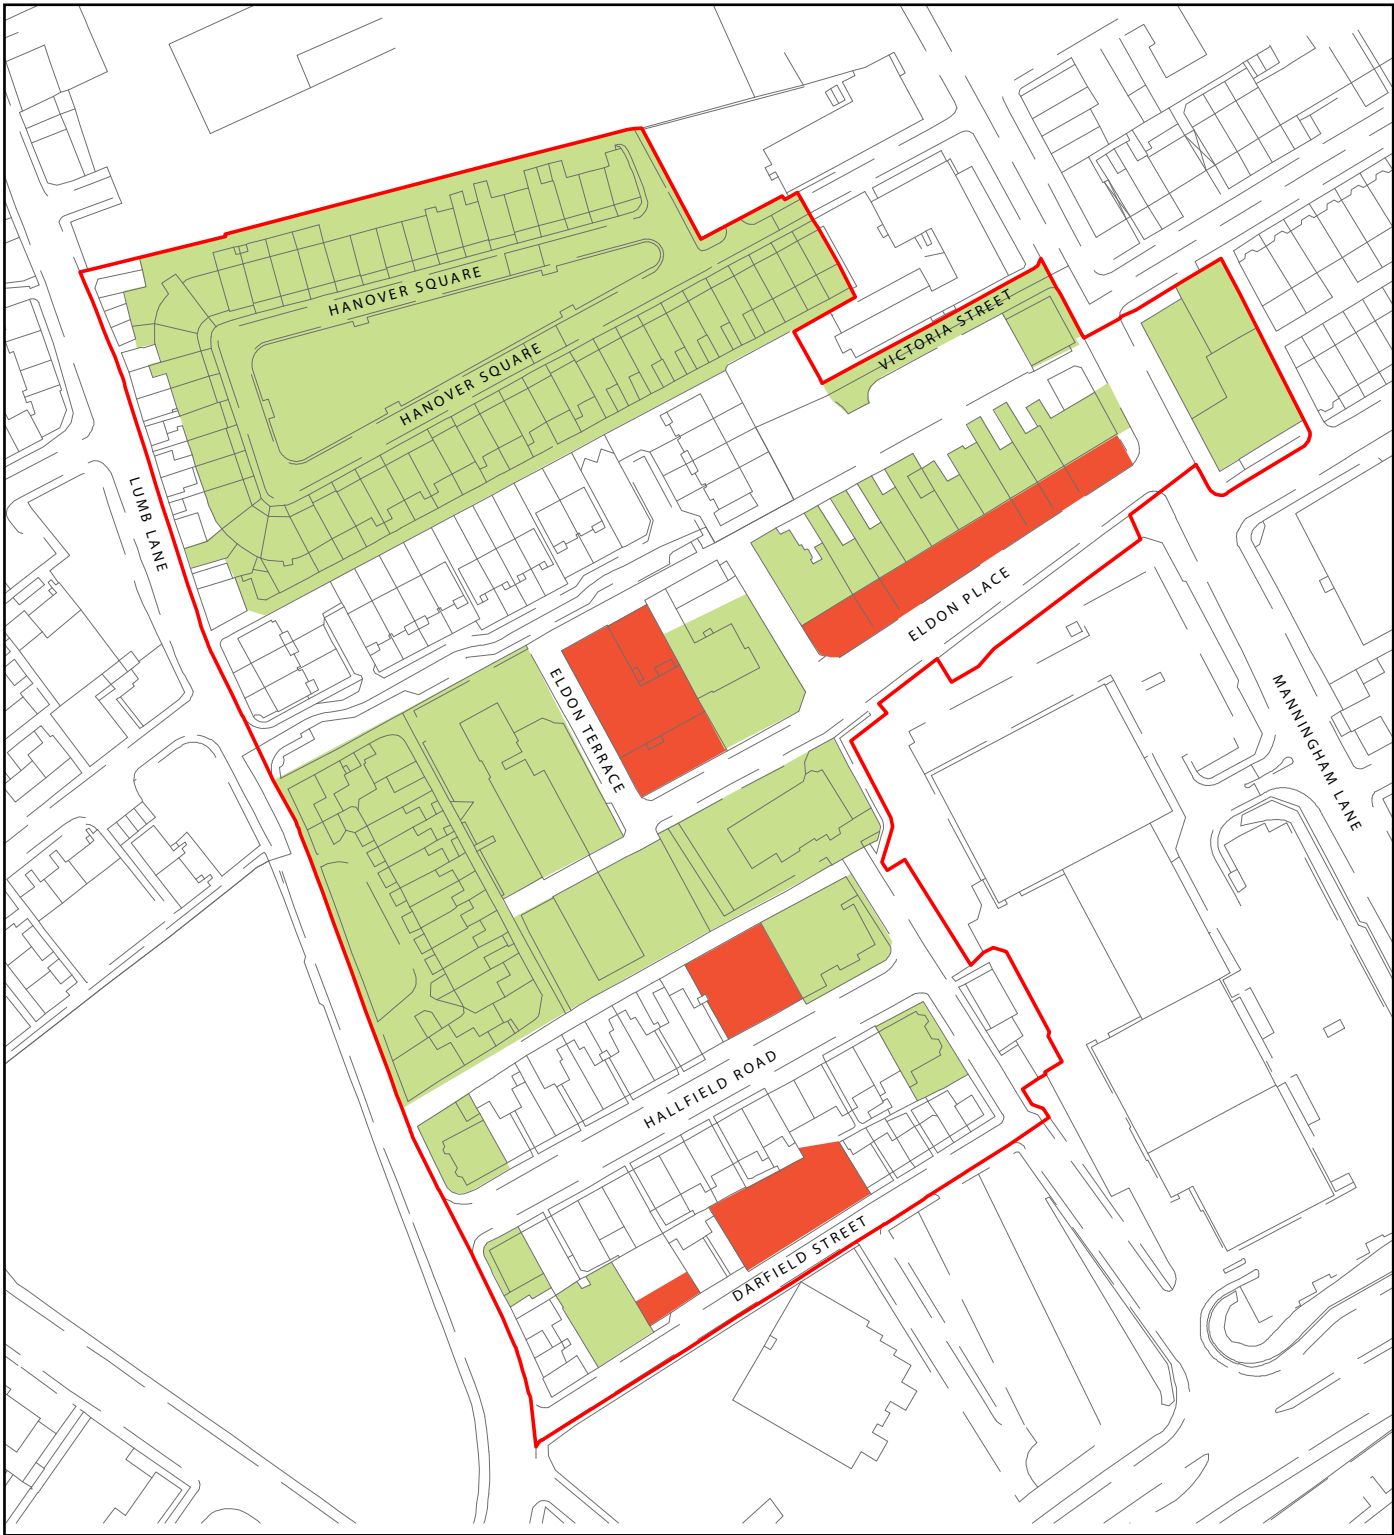 HANOVER SQUARE
VICTORIA STREET
HANOVER SQUARE
LUMB LANE
ELDON PLACE
ELDON TERRACE
MANNINGHAM LANE
HALLFIELD ROAD
DARFIELD STREET